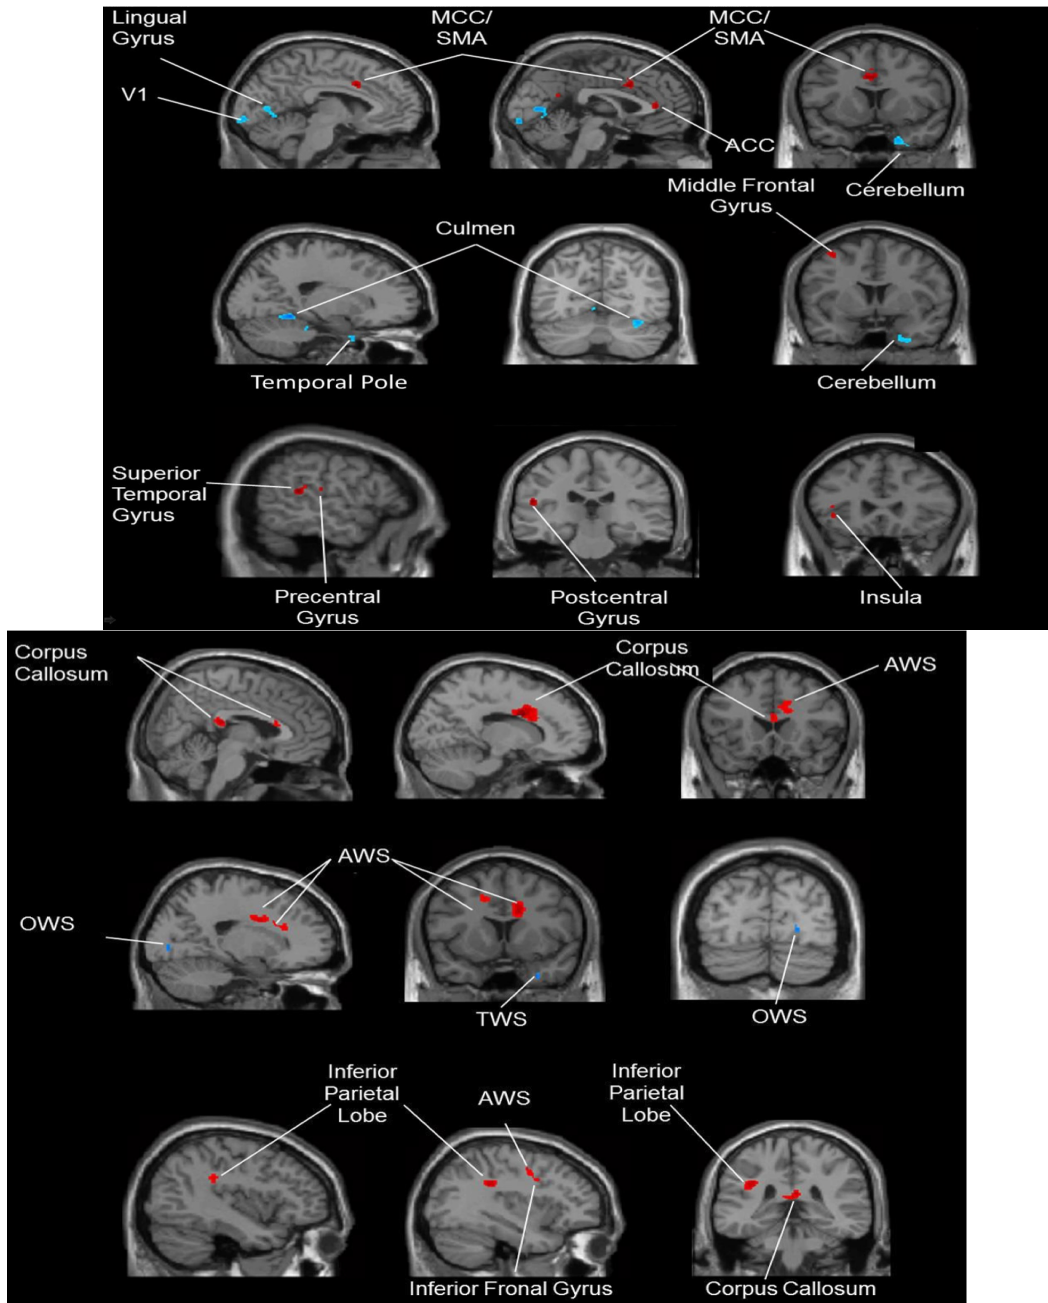 Lingual
Gyrus
MCC/
SMA
MCC/
SMA
V1
ACC
Cerebellum
Middle Frontal
Gyrus
Culmen
Temporal Pole
Cerebellum
Superior
Temporal
Gyrus
Precentral
Gyrus
Postcentral
Gyrus
Insula
Corpus
Callosum
Corpus
Callosum
AWS
AWS
OWS
TWS
OWS
Inferior
Parietal
Lobe
AWS
Inferior
Parietal
Lobe
Inferior Fronal Gyrus
Corpus Callosum